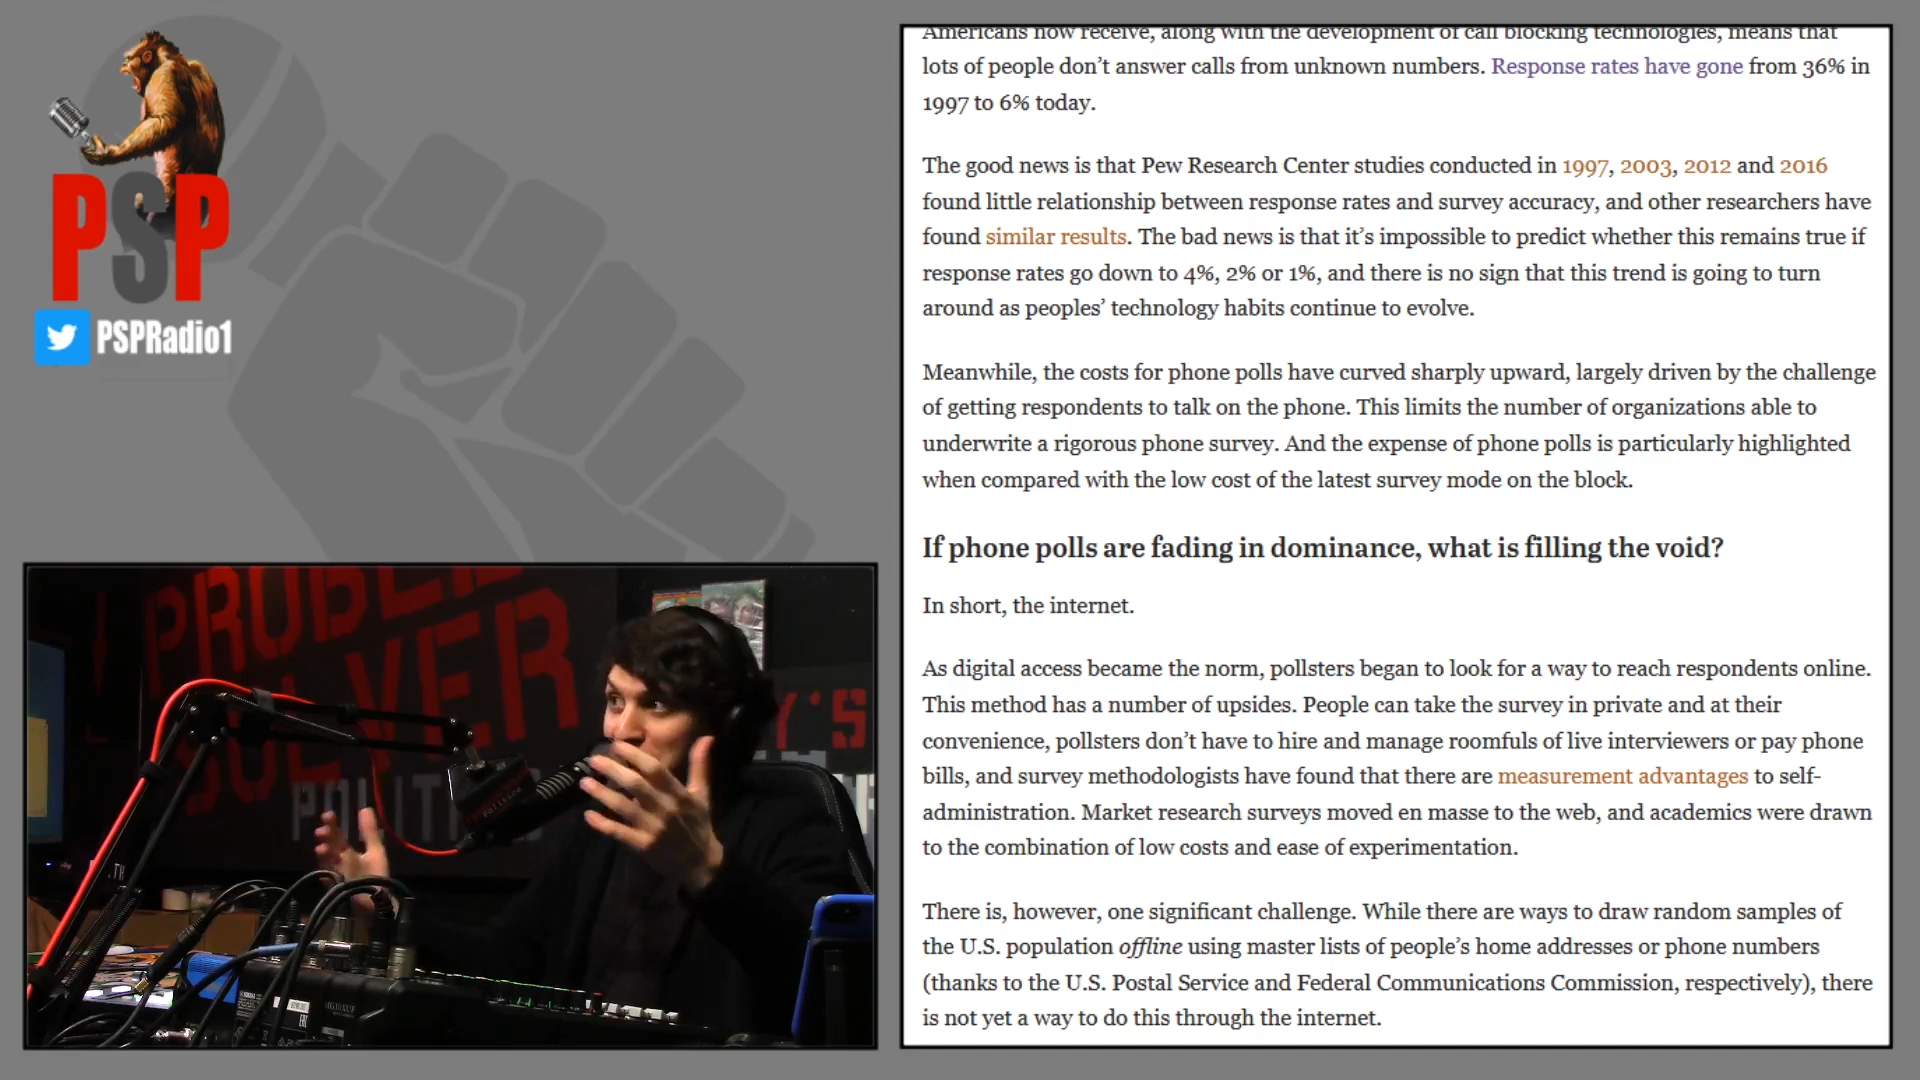 PSP
PSPRadio1
PROBLE
SOLVER
POLIT
Y'S
Americans now receive, along with the development of call blocking technologies, means that
lots of people don’t answer calls from unknown numbers. Response rates have gone from 36% in
1997 to 6% today.
The good news is that Pew Research Center studies conducted in 1997, 2003, 2012 and 2016
found little relationship between response rates and survey accuracy, and other researchers have
found similar results. The bad news is that it’s impossible to predict whether this remains true if
response rates go down to 4%, 2% or 1%, and there is no sign that this trend is going to turn
around as peoples’ technology habits continue to evolve.
Meanwhile, the costs for phone polls have curved sharply upward, largely driven by the challenge
of getting respondents to talk on the phone. This limits the number of organizations able to
underwrite a rigorous phone survey. And the expense of phone polls is particularly highlighted
when compared with the low cost of the latest survey mode on the block.
If phone polls are fading in dominance, what is filling the void?
In short, the internet.
As digital access became the norm, pollsters began to look for a way to reach respondents online.
This method has a number of upsides. People can take the survey in private and at their
convenience, pollsters don’t have to hire and manage roomfuls of live interviewers or pay phone
bills, and survey methodologists have found that there are measurement advantages to self-
administration. Market research surveys moved en masse to the web, and academics were drawn
to the combination of low costs and ease of experimentation.
There is, however, one significant challenge. While there are ways to draw random samples of
the U.S. population offline using master lists of people’s home addresses or phone numbers
(thanks to the U.S. Postal Service and Federal Communications Commission, respectively), there
is not yet a way to do this through the internet.